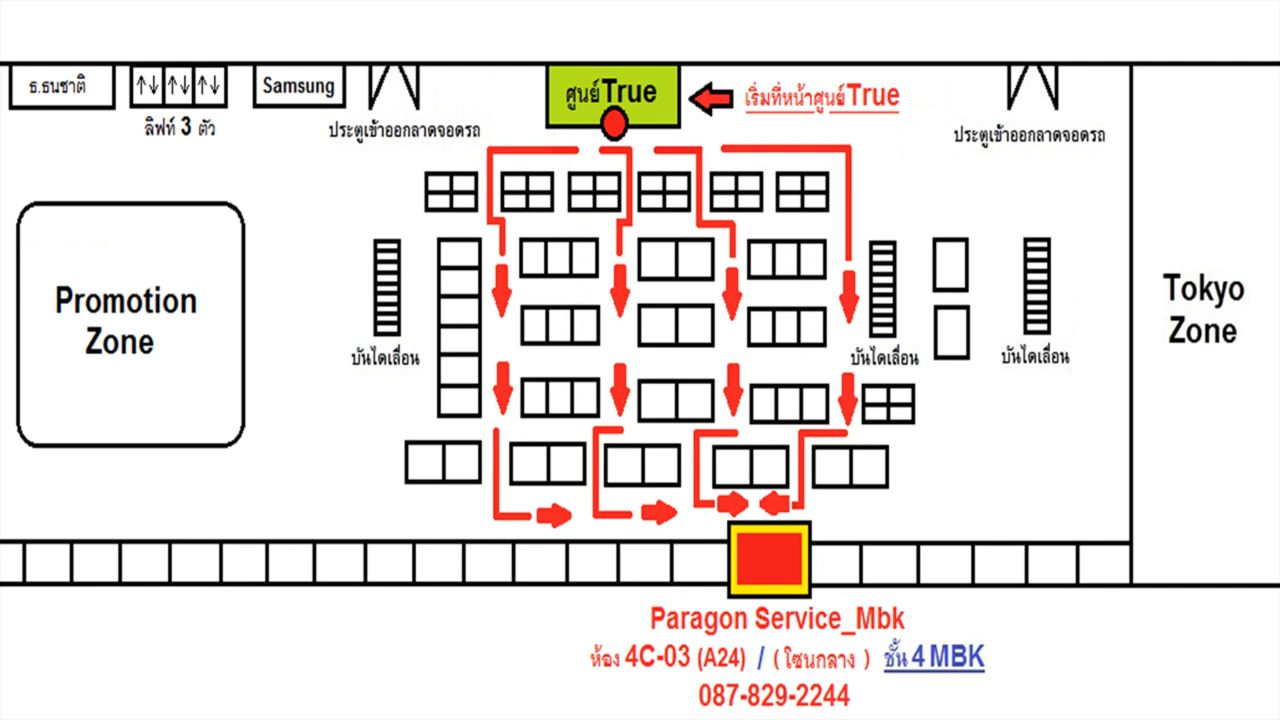 ธ.ธนชาติ
Samsung
ศูนย์ True
เริ่มที่หน้าศูนย์ True
ลิฟท์ 3 ตัว
ประตูเข้าออกลาดจอดรถ
ประตูเข้าออกลาดจอดรถ
Promotion
Zone
Tokyo
Zone
บันไดเลื่อน
บันไดเลื่อน
บันไดเลื่อน
Paragon Service_Mbk
ห้อง 4C-03 (A24) / ( โซนกลาง ) ชั้น 4 MBK
087-829-2244